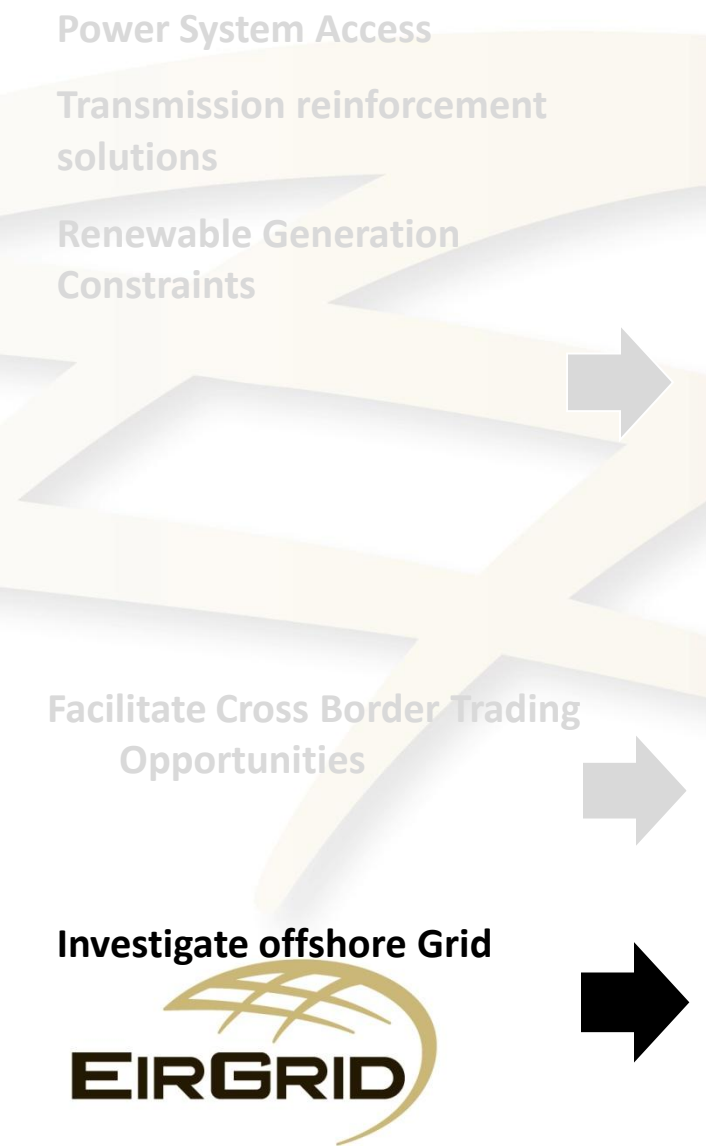 Power System Access
Transmission reinforcement
solutions
Renewable Generation
Constraints
Facilitate Cross Border Trading
Opportunities
Investigate offshore Grid
EIRGRID